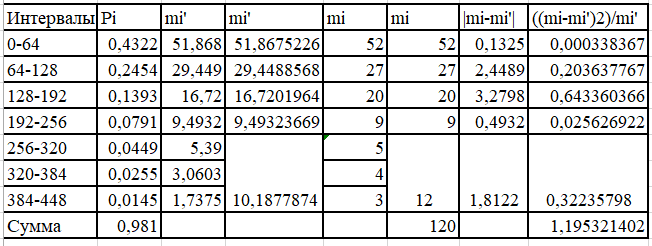 Интервалы Pi mi' mi' mi mi |mi-mi'| ((mi-mi')2)/mi'
0-64 0,4322 51,868 51,8675226 52 52 0,1325 0,000338367
64-128 0,2454 29,449 29,4488568 27 27 2,4489 0,203637767
128-192 0,1393 16,72 16,7201964 20 20 3,2798 0,643360366
192-256 0,0791 9,4932 9,49323669 9 9 0,4932 0,025626922
256-320 0,0449 5,39 5
320-384 0,0255 3,0603 4
384-448 0,0145 1,7375 10,1877874 3 12 1,8122 0,32235798
Сумма 0,981 120 1,195321402